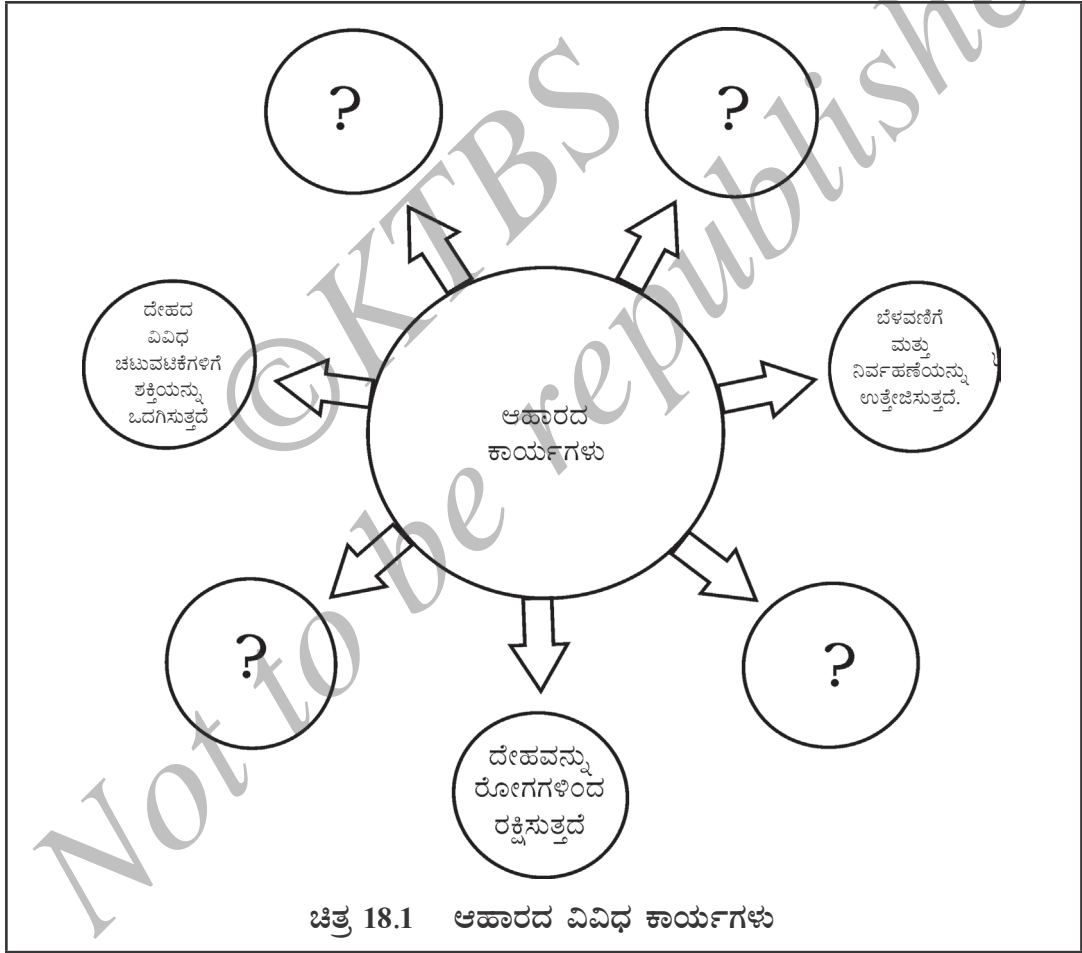 ?
?
ದೇಹದ
ವಿವಿಧ
ಚಟುವಟಿಕೆಗಳಿಗೆ
ಶಕ್ತಿಯನ್ನು
ಒದಗಿಸುತ್ತದೆ
ಆಹಾರದ
ಕಾರ್ಯಗಳು
ಬೆಳವಣಿಗೆ
ಮತ್ತು
ನಿರ್ವಹಣೆಯನ್ನು
ಉತ್ತೇಜಿಸುತ್ತದೆ.
?
?
ದೇಹವನ್ನು
ರೋಗಗಳಿಂದ
ರಕ್ಷಿಸುತ್ತದೆ
ಚಿತ್ರ 18.1 ಆಹಾರದ ವಿವಿಧ ಕಾರ್ಯಗಳು
©KTBS
Not to be republishe